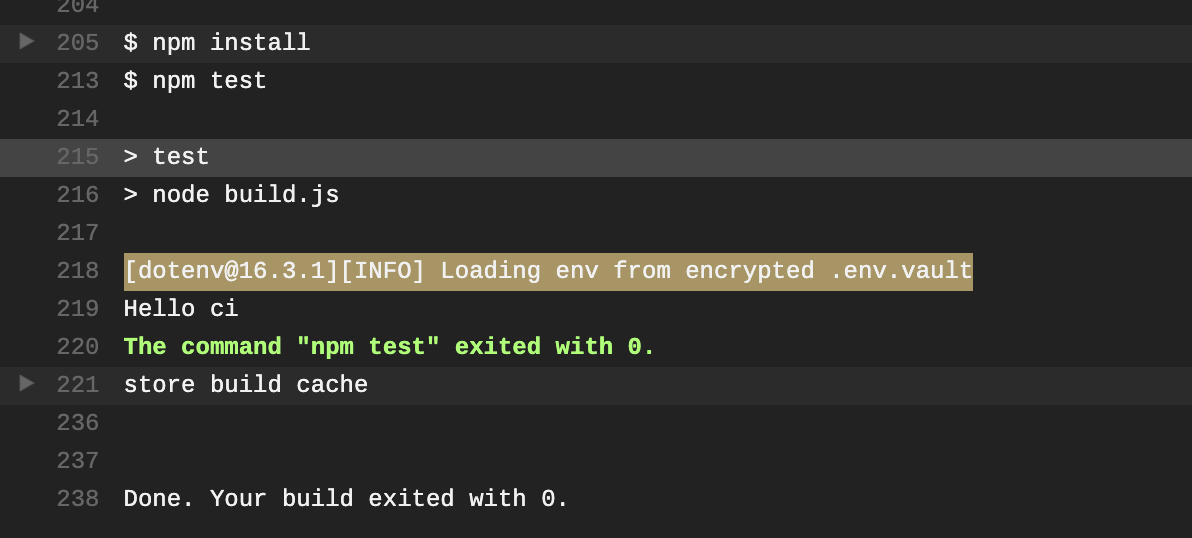 204
205 $ npm install
213 $ npm test
214
215 > test
216 > node build.js
217
218 [dotenv@16.3.1][INFO] Loading env from encrypted .env.vault
219 Hello ci
220 The command "npm test" exited with 0.
221 store build cache
236
237
238 Done. Your build exited with 0.